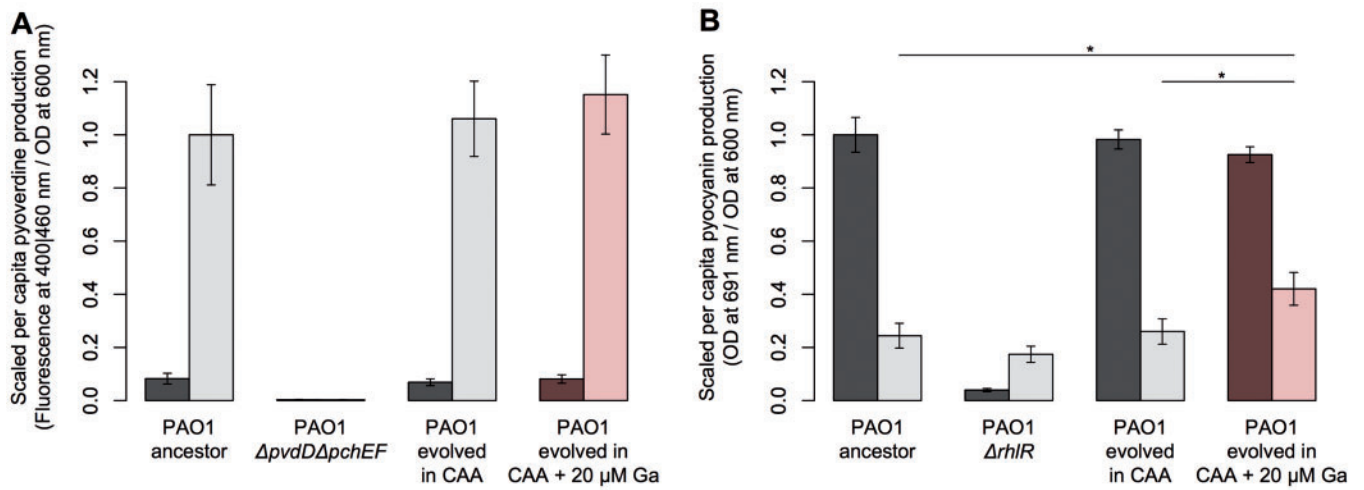 A
Scaled per capita pyoverdine production
(Fluorescence at 400|460 nm / OD at 600 nm)
1.2
1.0
0.8
0.6
0.4
0.2
0.0
PAO1
ancestor
PAO1
ΔpvdDΔpchEF
PAO1
evolved
in CAA
PAO1
evolved in
CAA + 20 µM Ga
B
Scaled per capita pyocyanin production
(OD at 691 nm / OD at 600 nm)
1.2
1.0
0.8
0.6
0.4
0.2
0.0
*
*
PAO1
ancestor
PAO1
ΔrhlR
PAO1
evolved
in CAA
PAO1
evolved in
CAA + 20 µM Ga